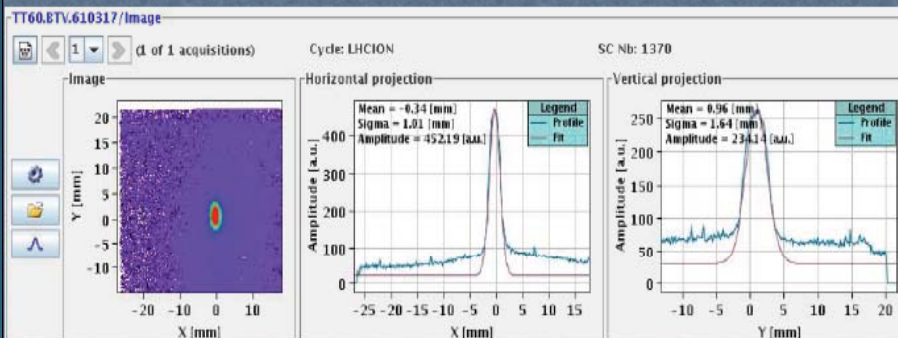 TT60.BTV.610317/Image
1 (1 of 1 acquisitions) Cycle: LHCION SC Nb: 1370
Image
20
15
10
5
0
-5
-10
Y [mm]
-20 -10 0 10
X [mm]
Horizontal projection
Mean = -0.34 [mm]
Sigma = 1.01 [mm]
Amplitude = 452.19 [a.u.]
Legend
Profile
Fit
400
300
200
100
0
Amplitude [a.u.]
-25 -20 -15 -10 -5 0 5 10 15
X [mm]
Vertical projection
Mean = 0.96 [mm]
Sigma = 1.64 [mm]
Amplitude = 234.14 [a.u.]
Legend
Profile
Fit
250
200
150
100
50
0
Amplitude [a.u.]
-10 -5 0 5 10 15 20
Y [mm]